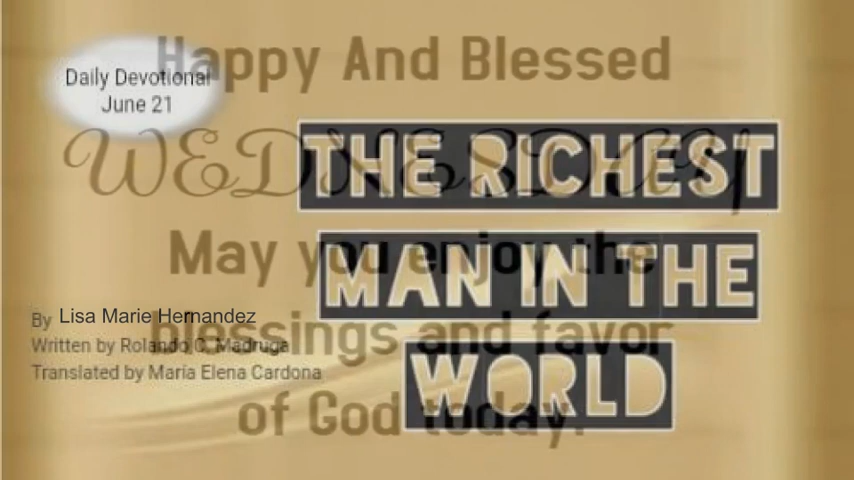 Happy And Blessed
WEDNESDAY
May you enjoy the
blessings and favor
of God today.
Daily Devotional
June 21
THE RICHEST
MAN IN THE
WORLD
By Lisa Marie Hernandez
Written by Rolando C. Madruga
Translated by María Elena Cardona